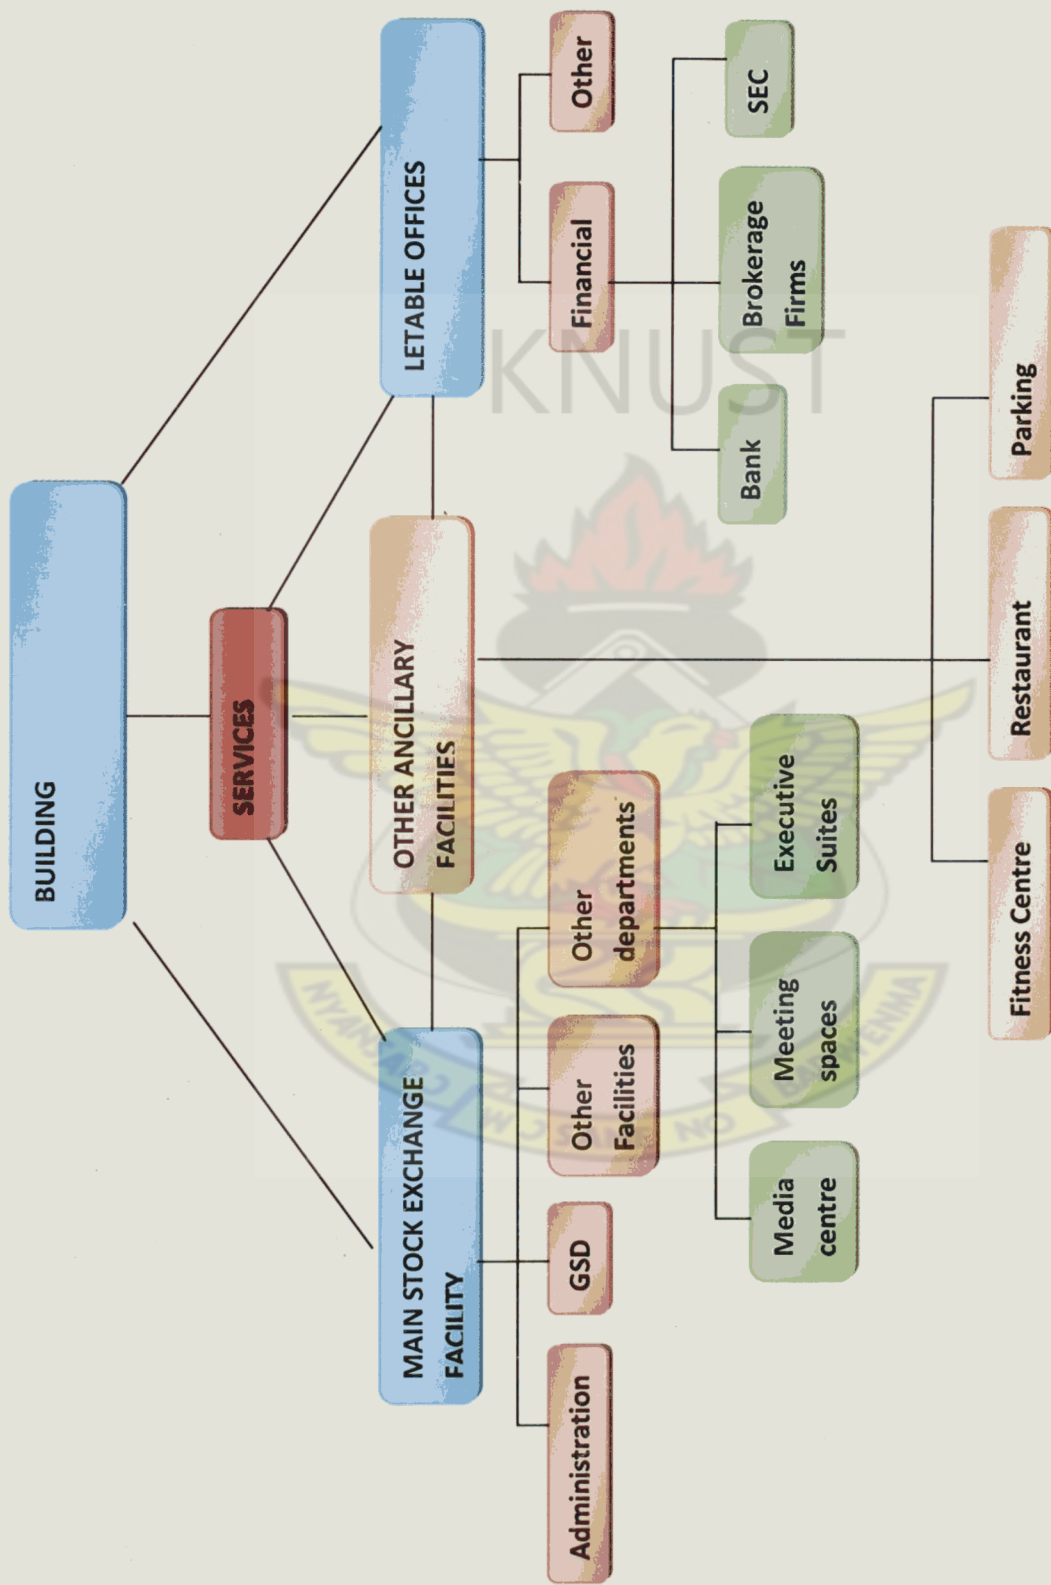 BUILDING
SERVICES
MAIN STOCK EXCHANGE
FACILITY
OTHER ANCILLARY
FACILITIES
LETABLE OFFICES
Administration
GSD
Other
Facilities
Other
departments
Financial
Other
Media
centre
Meeting
spaces
Executive
Suites
Bank
Brokerage
Firms
SEC
Fitness Centre
Restaurant
Parking
KNUST